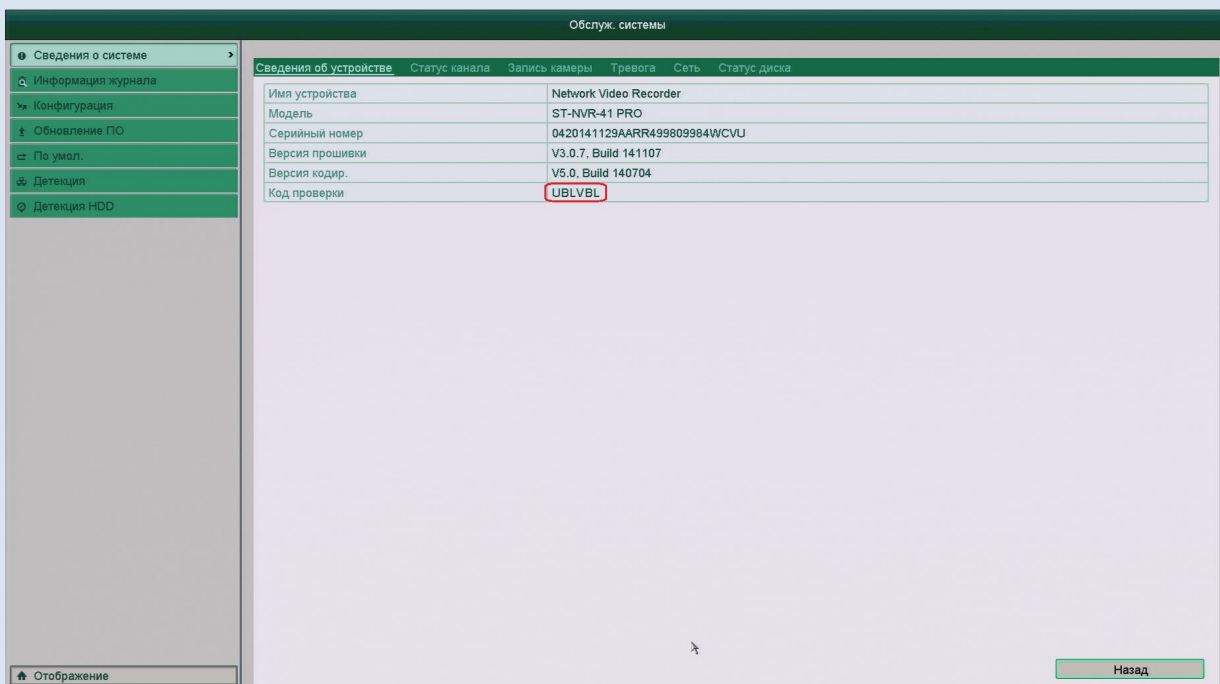 Обслуж. системы
Сведения о системе
Информация журнала
Конфигурация
Обновление ПО
По умол.
Детекция
Детекция HDD
Отображение
Сведения об устройстве Статус канала Запись камеры Тревога Сеть Статус диска
Имя устройства Network Video Recorder
Модель ST-NVR-41 PRO
Серийный номер 0420141129AARR499809984WCVU
Версия прошивки V3.0.7, Build 141107
Версия кодир. V5.0, Build 140704
Код проверки UBLVBL
Назад